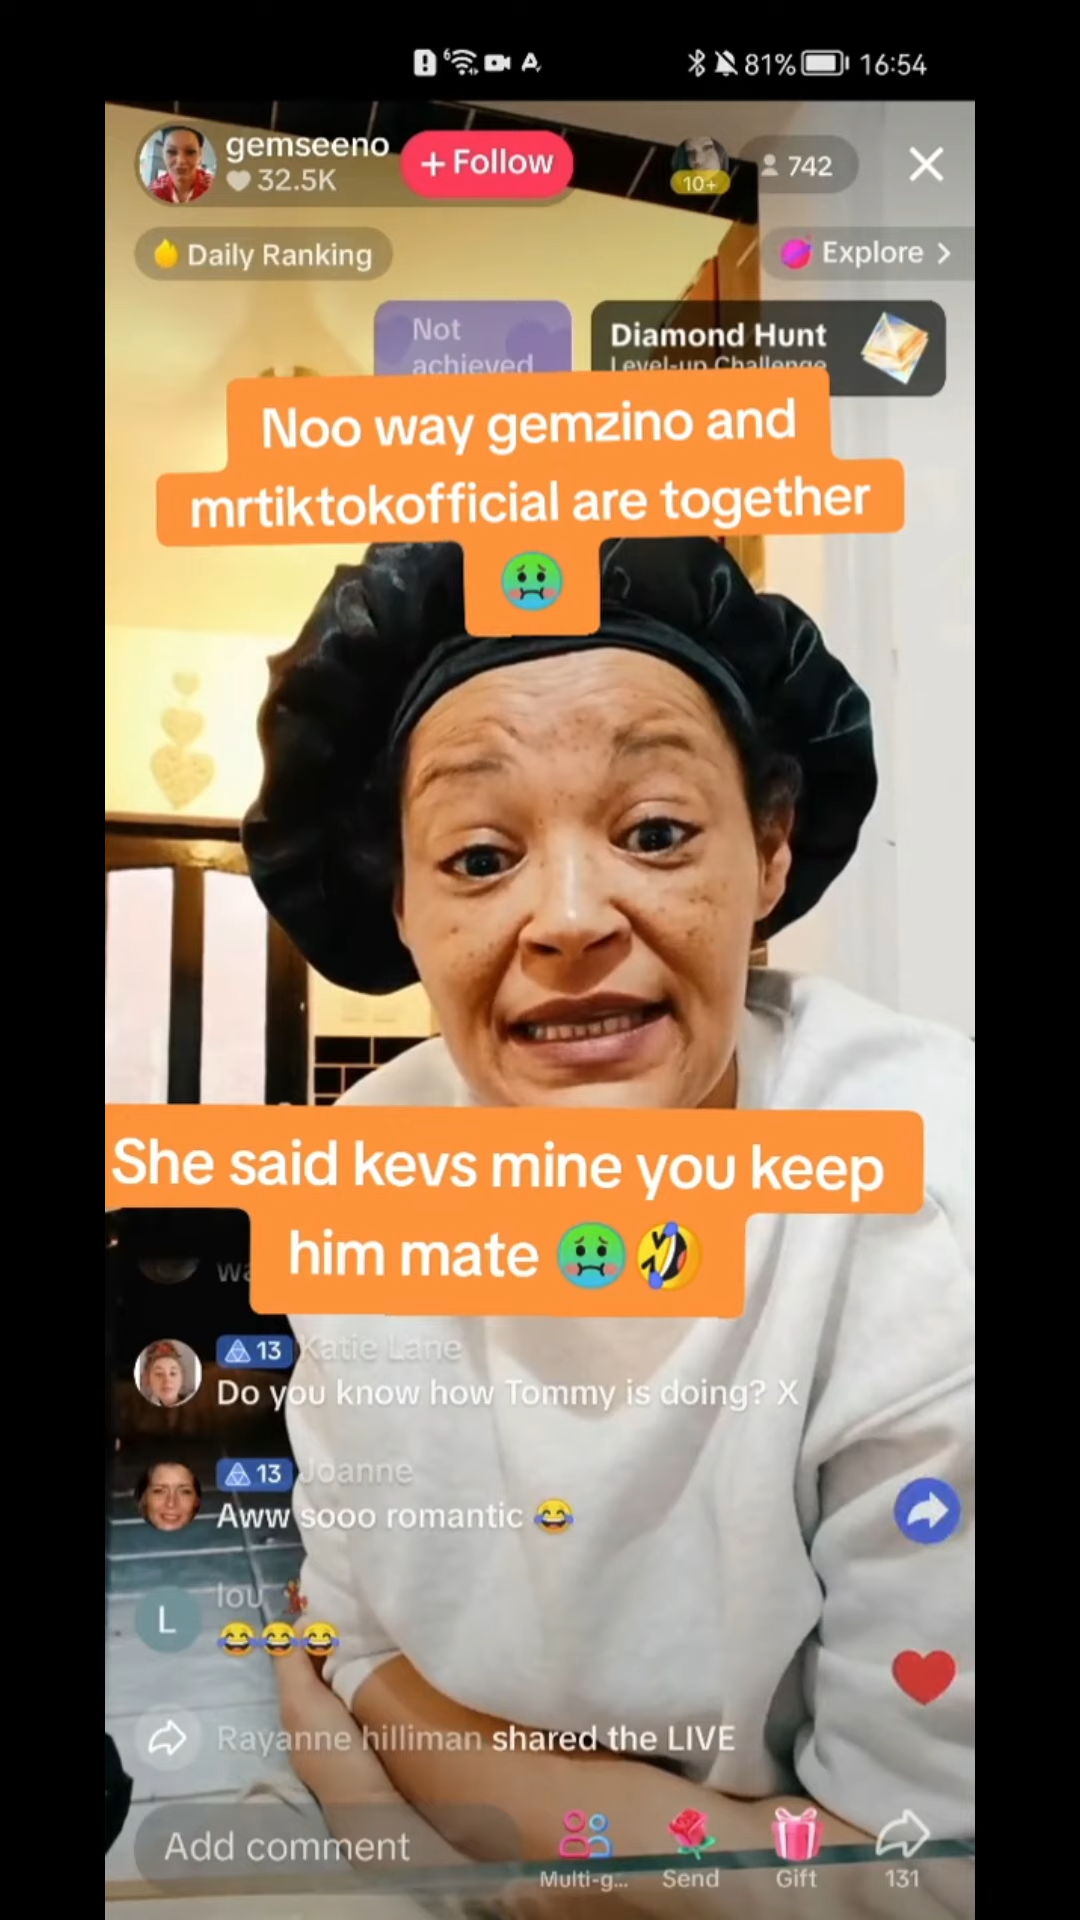 81% 16:54
gemseeno
32.5K
+ Follow
10+
742
Daily Ranking
Explore >
Not
achieved
Diamond Hunt
Level-up Challenge
Noo way gemzino and
mrtiktokofficial are together
She said kevs mine you keep
him mate 🤢🤣
13 Katie Lane
Do you know how Tommy is doing? X
13 Joanne
Aww sooo romantic 😂
L
lou
😂😂😂
Rayanne hilliman shared the LIVE
Add comment
Multi-g...
Send
Gift
131